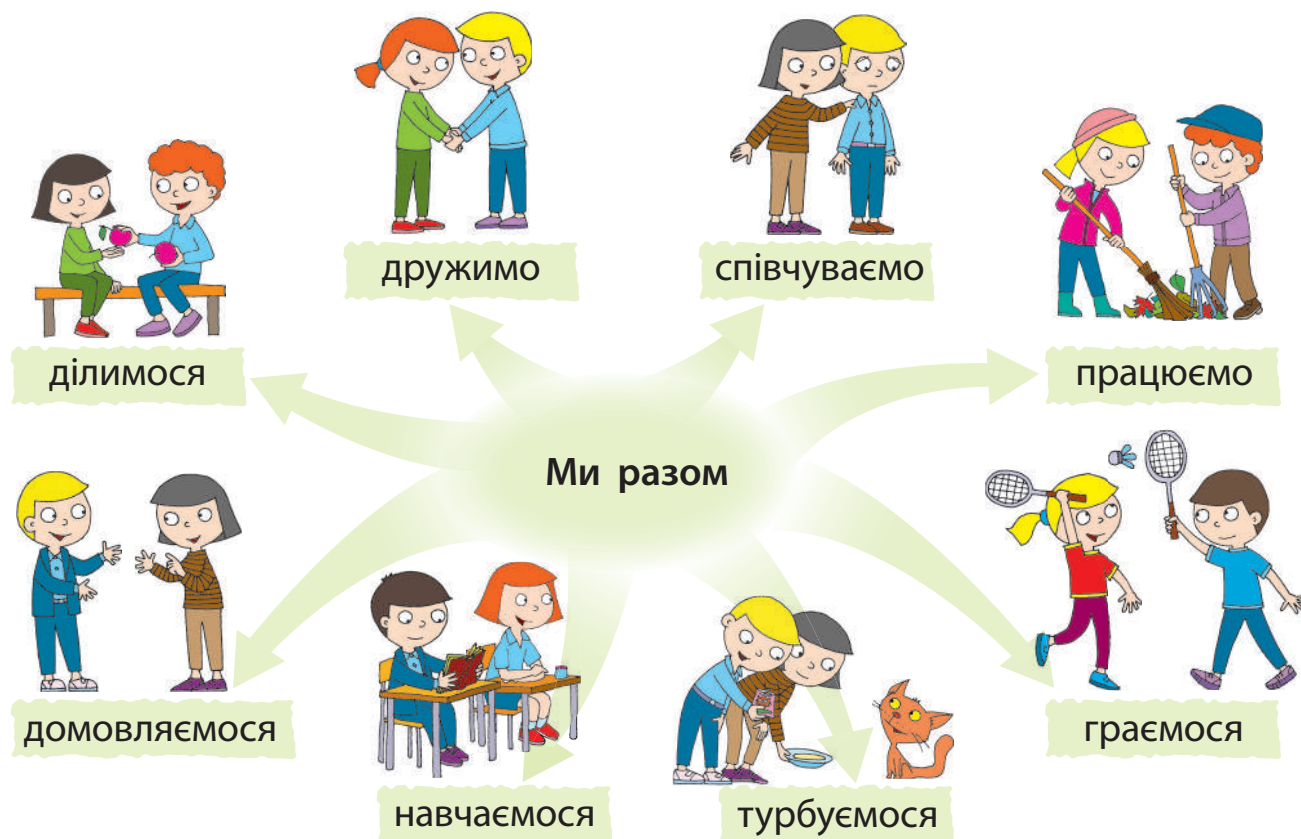 дружимо
співчуваємо
ділимося
працюємо
Ми разом
домовляємося
граємося
навчаємося
турбуємося